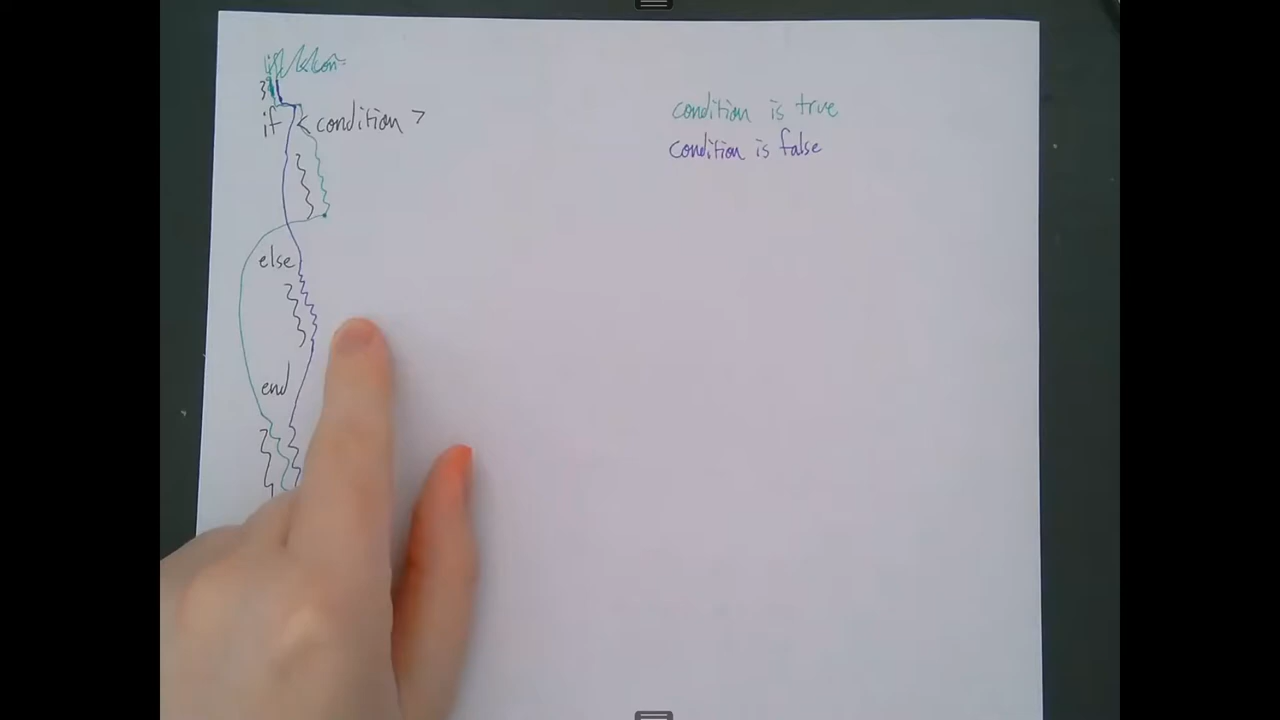 if < condition >
condition is true
condition is false
else
end